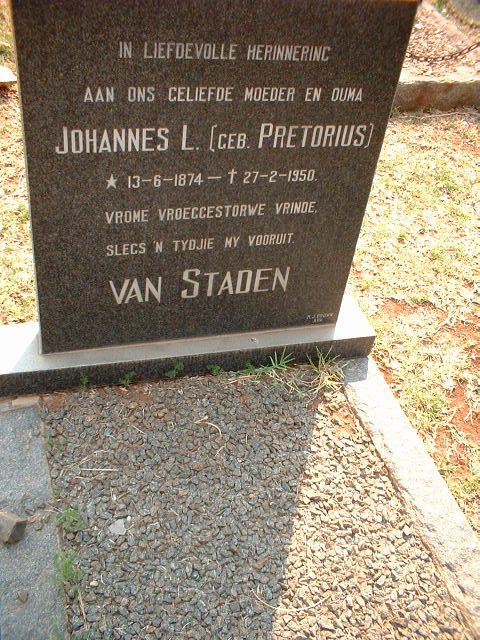 IN LIEFDEVOLLE HERINNERING
AAN ONS GELIEFDE MOEDER EN OUMA
JOHANNES L. (GEB. PRETORIUS)
★ 13-6-1874 — ✝ 27-2-1950.
VROME VROEGGESTORWE VRINDE,
SLEGS 'N TYDJIE MY VOORUIT.
VAN STADEN